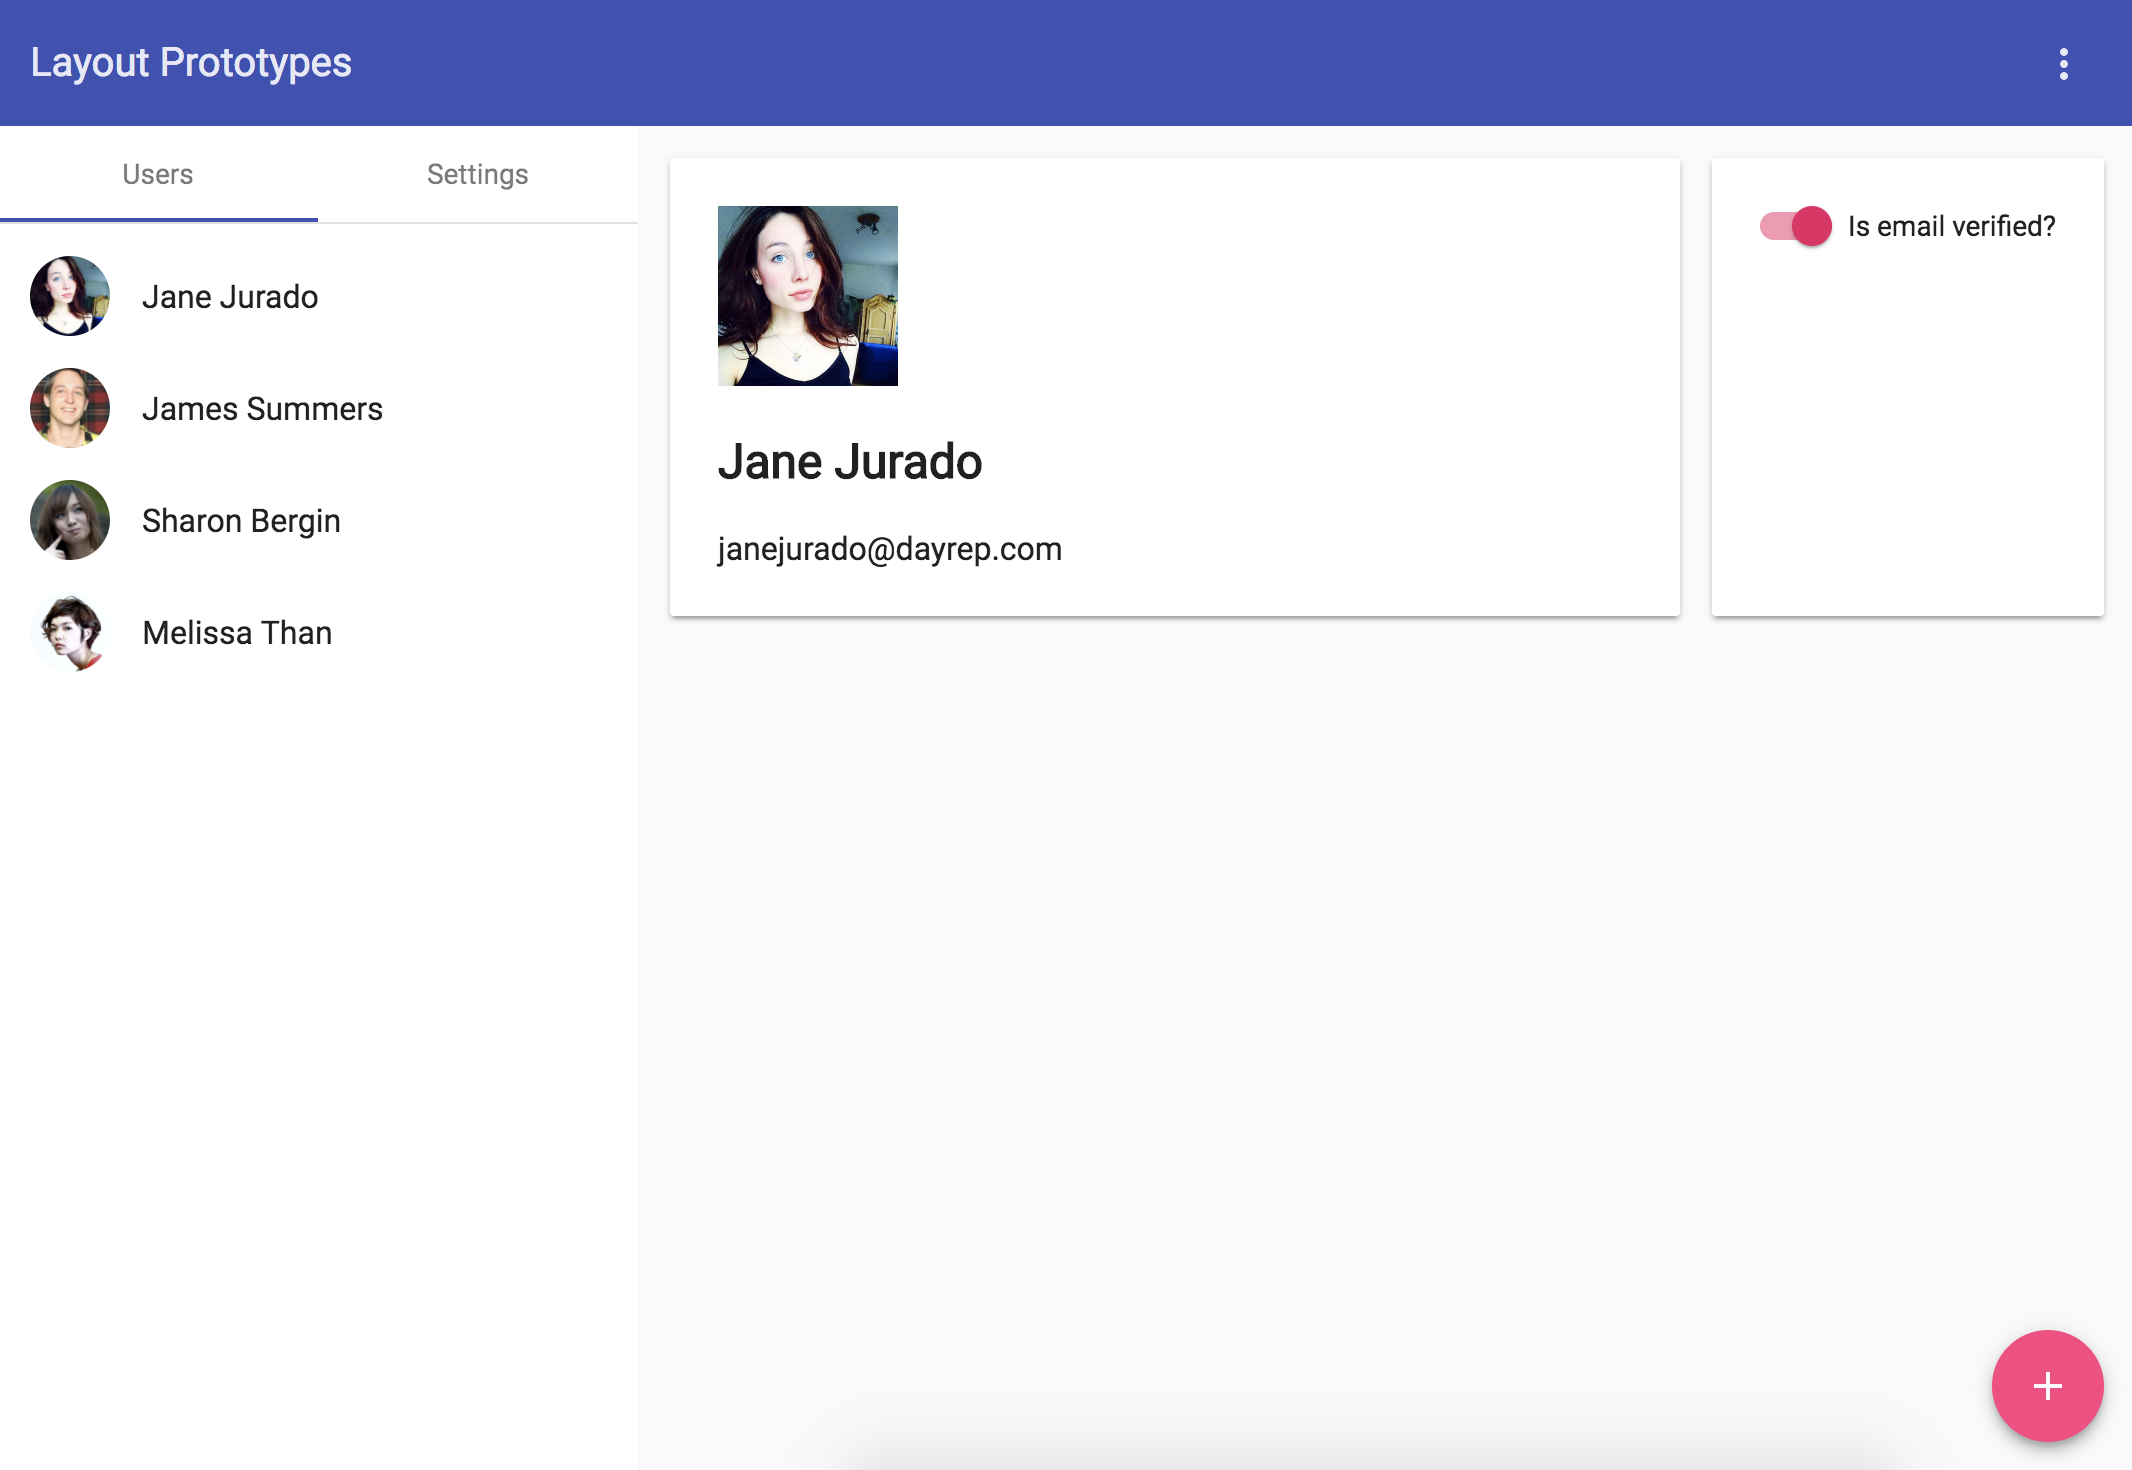 Layout Prototypes
Users
Settings
Jane Jurado
James Summers
Sharon Bergin
Melissa Than
Jane Jurado
janejurado@dayrep.com
Is email verified?